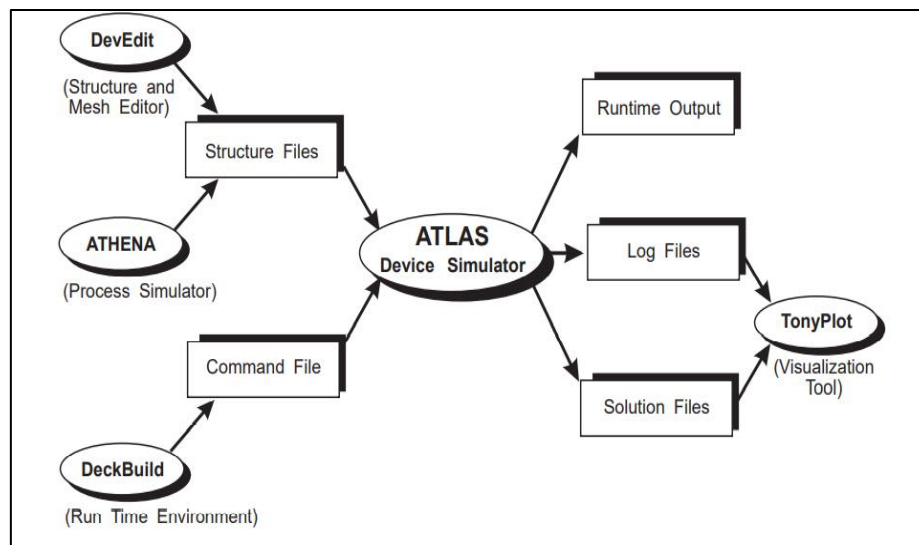 DevEdit
(Structure and
Mesh Editor)
Structure Files
ATHENA
(Process Simulator)
Command File
DeckBuild
(Run Time Environment)
ATLAS
Device Simulator
Runtime Output
Log Files
Solution Files
TonyPlot
(Visualization
Tool)